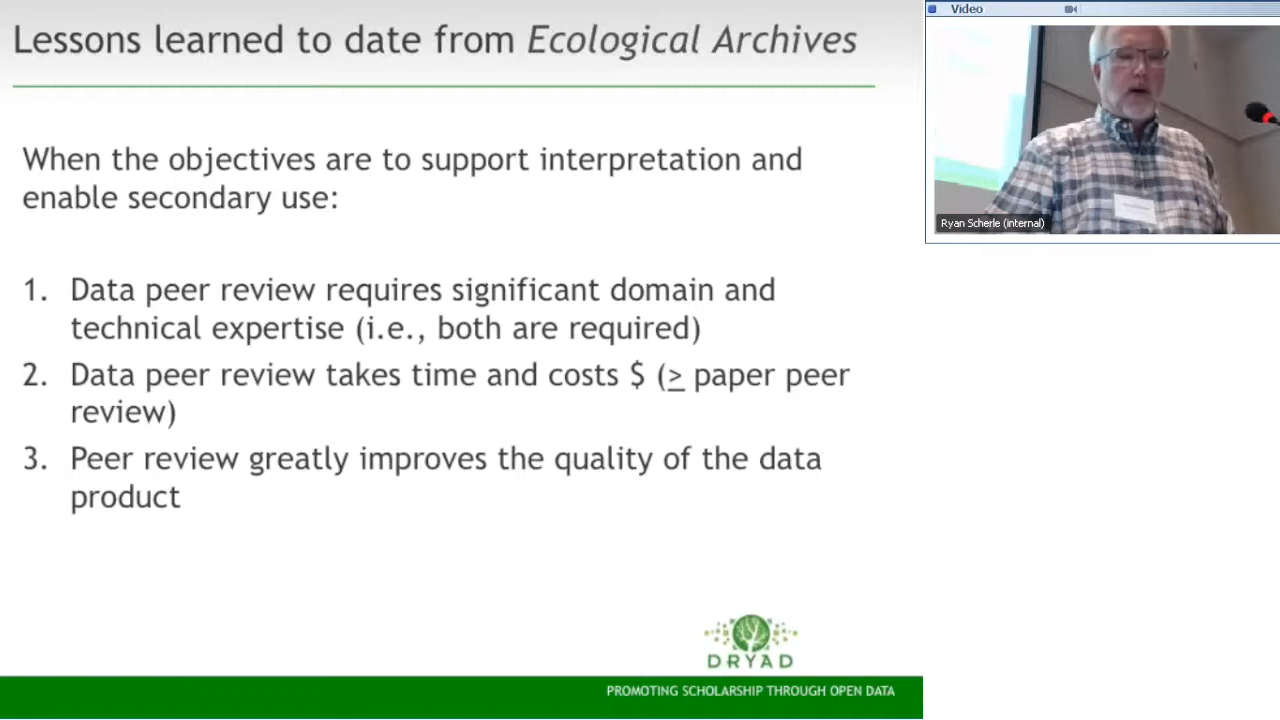 Lessons learned to date from Ecological Archives
When the objectives are to support interpretation and
enable secondary use:
1. Data peer review requires significant domain and
technical expertise (i.e., both are required)
2. Data peer review takes time and costs $ (≥ paper peer
review)
3. Peer review greatly improves the quality of the data
product
DRYAD
PROMOTING SCHOLARSHIP THROUGH OPEN DATA
Video
Ryan Scherle (internal)